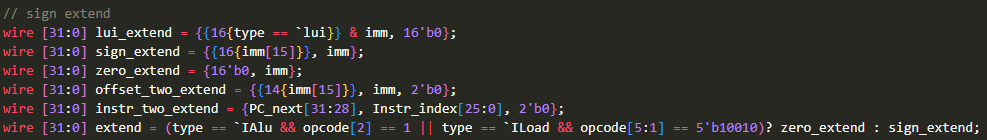 // sign extend
wire [31:0] lui_extend = {{16{type == `lui}} & imm, 16'b0};
wire [31:0] sign_extend = {{16{imm[15]}}, imm};
wire [31:0] zero_extend = {16'b0, imm};
wire [31:0] offset_two_extend = {{14{imm[15]}}, imm, 2'b0};
wire [31:0] instr_two_extend = {PC_next[31:28], Instr_index[25:0], 2'b0};
wire [31:0] extend = (type == `IAlu && opcode[2] == 1 || type == `ILoad && opcode[5:1] == 5'b10010)? zero_extend : sign_extend;